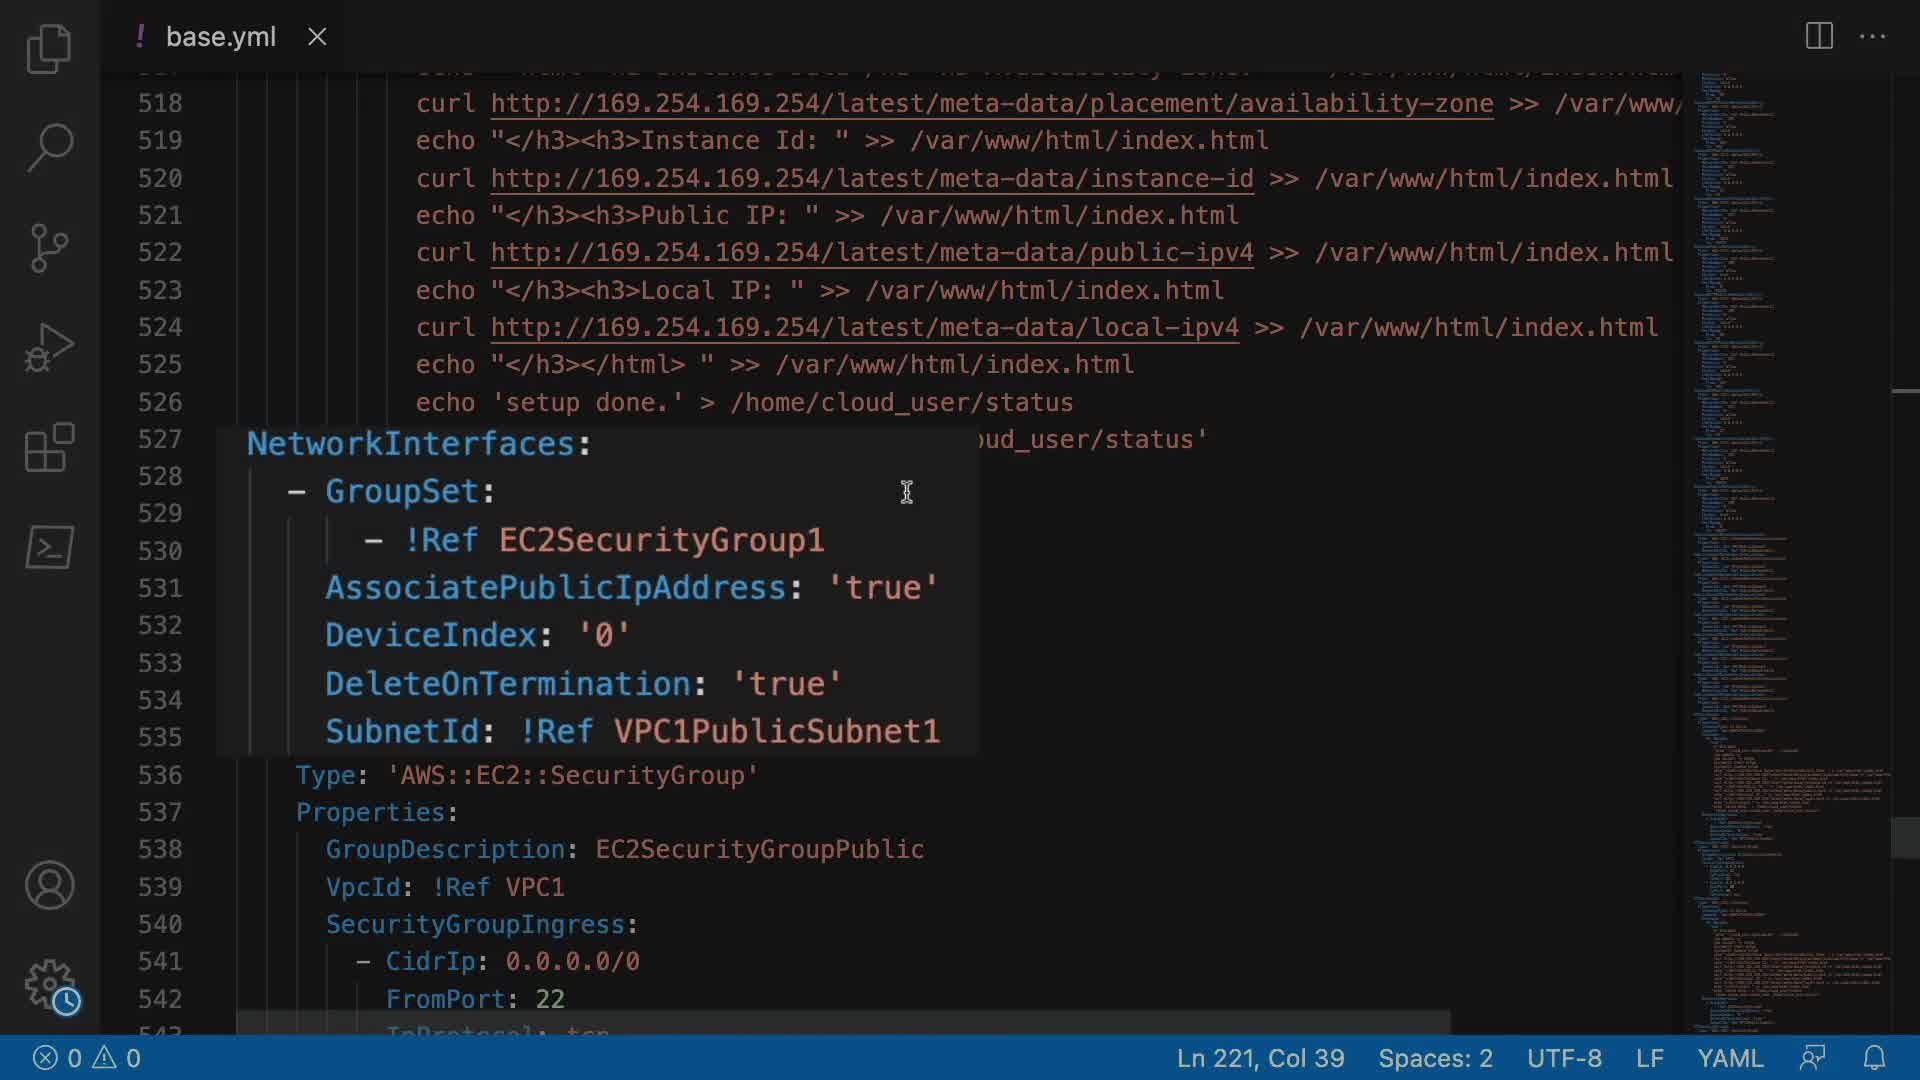 ! base.yml
518 curl http://169.254.169.254/latest/meta-data/placement/availability-zone >> /var/www/
519 echo "</h3><h3>Instance Id: " >> /var/www/html/index.html
520 curl http://169.254.169.254/latest/meta-data/instance-id >> /var/www/html/index.html
521 echo "</h3><h3>Public IP: " >> /var/www/html/index.html
522 curl http://169.254.169.254/latest/meta-data/public-ipv4 >> /var/www/html/index.html
523 echo "</h3><h3>Local IP: " >> /var/www/html/index.html
524 curl http://169.254.169.254/latest/meta-data/local-ipv4 >> /var/www/html/index.html
525 echo "</h3></html> " >> /var/www/html/index.html
526 echo 'setup done.' > /home/cloud_user/status
527 oud_user/status'
528
529
530
531
532
533
534
535
NetworkInterfaces:
- GroupSet:
- !Ref EC2SecurityGroup1
AssociatePublicIpAddress: 'true'
DeviceIndex: '0'
DeleteOnTermination: 'true'
SubnetId: !Ref VPC1PublicSubnet1
536 Type: 'AWS::EC2::SecurityGroup'
537 Properties:
538 GroupDescription: EC2SecurityGroupPublic
539 VpcId: !Ref VPC1
540 SecurityGroupIngress:
541 - CidrIp: 0.0.0.0/0
542 FromPort: 22
543 IpProtocol: tcp
0 0 Ln 221, Col 39 Spaces: 2 UTF-8 LF YAML